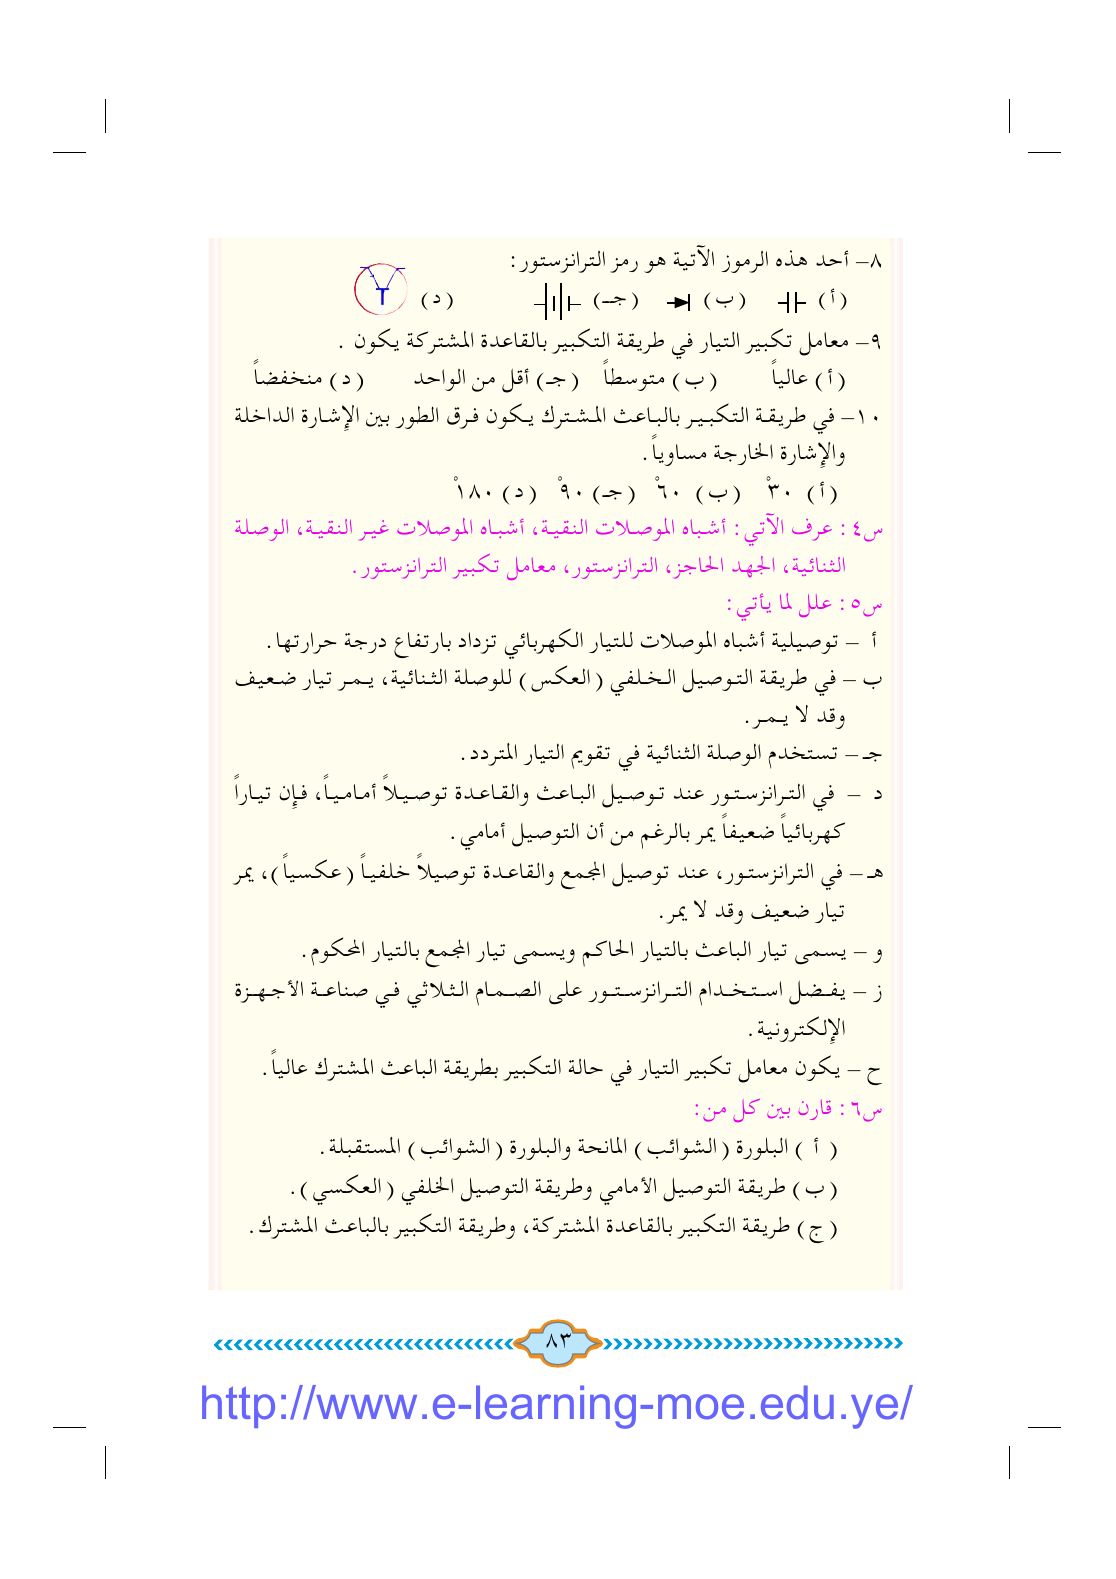 ٨– أحد هذه الرموز الآتية هو رمز الترانزستور:
(أ) (ب) (جـ) (د)
٩– معامل تكبير التيار في طريقة التكبير بالقاعدة المشتركة يكون .
(أ) عالياً (ب) متوسطاً (جـ) أقل من الواحد (د) منخفضاً
١٠– في طريقة التكبير بالباعث المشترك يكون فرق الطور بين الإشارة الداخلة
والإشارة الخارجة مساوياً.
(أ) ٣٠° (ب) ٦٠° (جـ) ٩٠° (د) ١٨٠°
س٤: عرف الآتي: أشباه الموصلات النقية، أشباه الموصلات غير النقية، الوصلة
الثنائية، الجهد الحاجز، الترانزستور، معامل تكبير الترانزستور.
س٥: علل لما يأتي:
أ – توصيلية أشباه الموصلات للتيار الكهربائي تزداد بارتفاع درجة حرارتها.
ب – في طريقة التوصيل الخلفي (العكس) للوصلة الثنائية، يمر تيار ضعيف
وقد لا يمر.
جـ – تستخدم الوصلة الثنائية في تقويم التيار المتردد.
د – في الترانزستور عند توصيل الباعث والقاعدة توصيلاً أمامياً، فإن تياراً
كهربائياً ضعيفاً يمر بالرغم من أن التوصيل أمامي.
هـ – في الترانزستور، عند توصيل المجمع والقاعدة توصيلاً خلفياً (عكسياً)، يمر
تيار ضعيف وقد لا يمر.
و – يسمى تيار الباعث بالتيار الحاكم ويسمى تيار المجمع بالتيار المحكوم.
ز – يفضل استخدام الترانزستور على الصمام الثلاثي في صناعة الأجهزة
الإلكترونية.
ح – يكون معامل تكبير التيار في حالة التكبير بطريقة الباعث المشترك عالياً.
س٦: قارن بين كل من:
( أ ) البلورة (الشوائب) المانحة والبلورة (الشوائب) المستقبلة.
(ب) طريقة التوصيل الأمامي وطريقة التوصيل الخلفي (العكسي).
(ج) طريقة التكبير بالقاعدة المشتركة، وطريقة التكبير بالباعث المشترك.
٨٣
http://www.e-learning-moe.edu.ye/